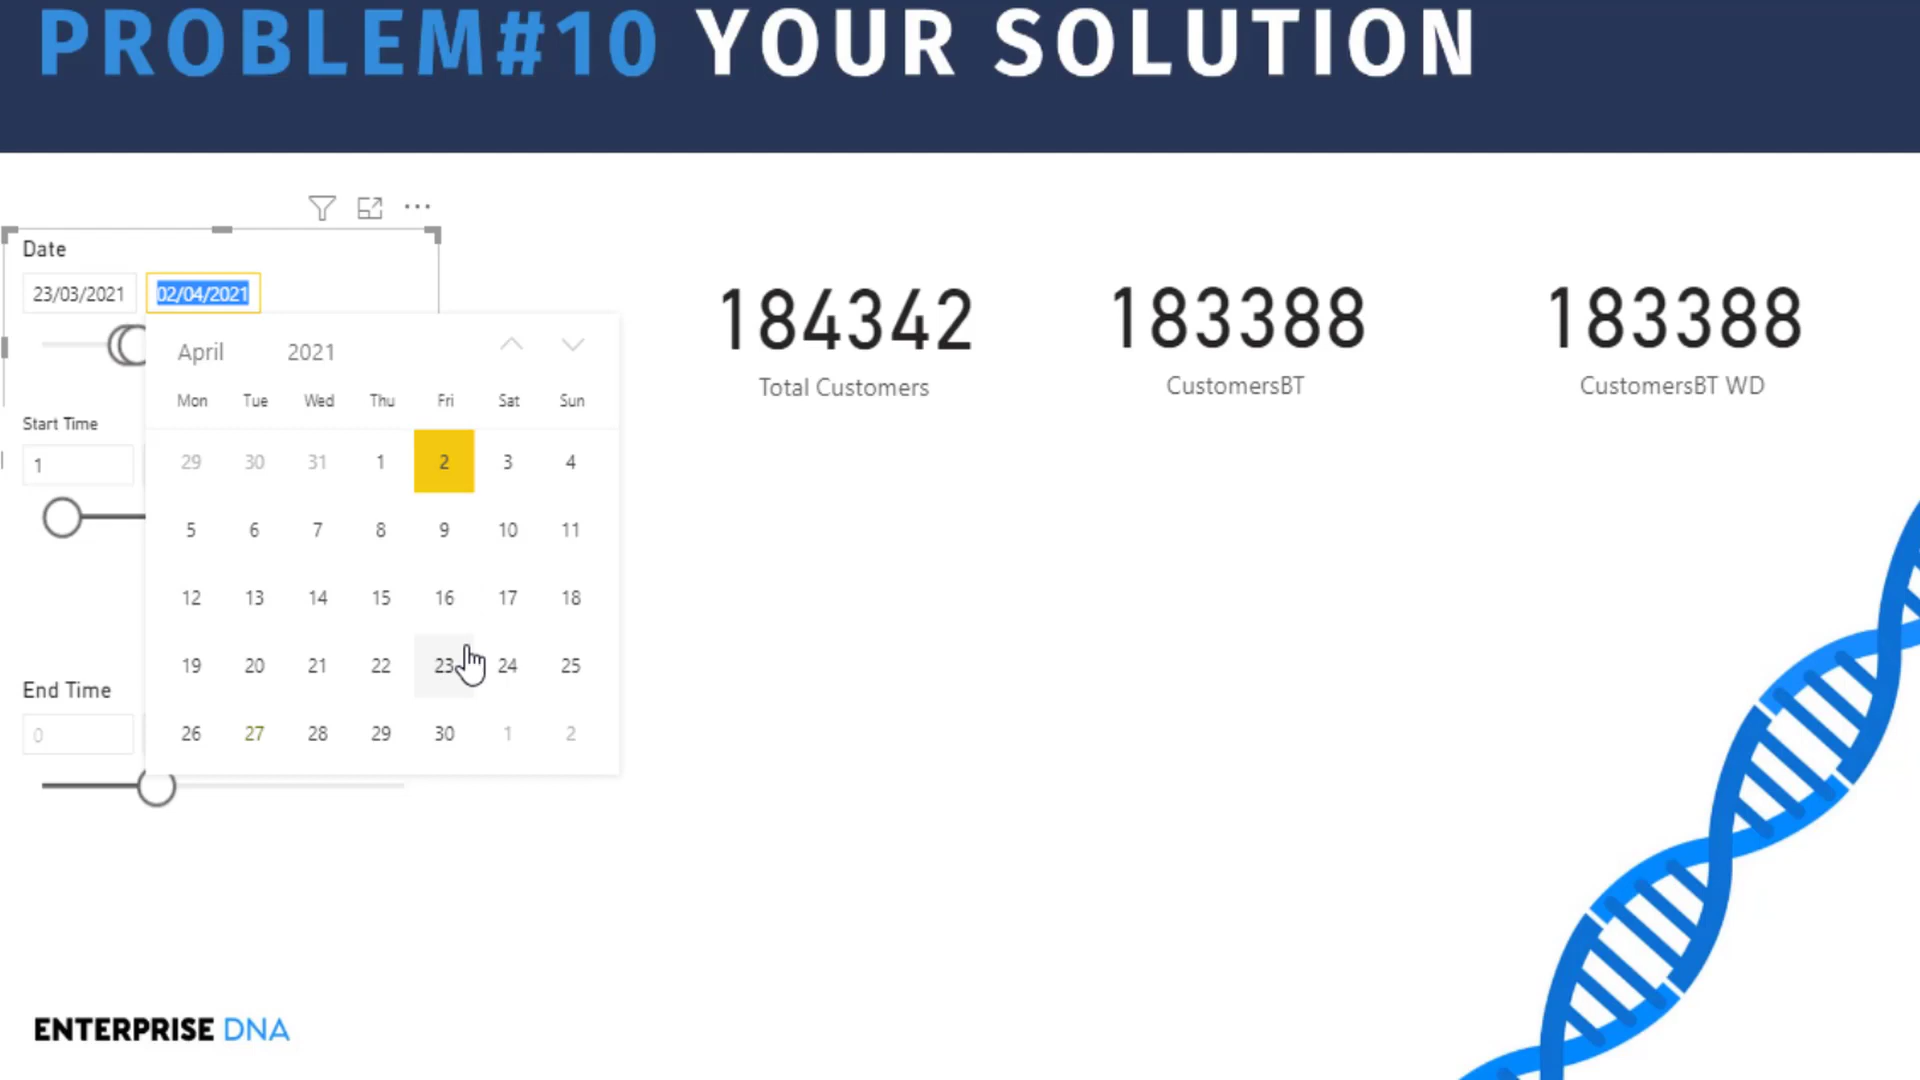 PROBLEM#10 YOUR SOLUTION
Date
23/03/2021 02/04/2021
April 2021
Mon Tue Wed Thu Fri Sat Sun
29 30 31 1 2 3 4
5 6 7 8 9 10 11
12 13 14 15 16 17 18
19 20 21 22 23 24 25
26 27 28 29 30 1 2
Start Time
1
End Time
0
184342
Total Customers
183388
CustomersBT
183388
CustomersBT WD
ENTERPRISE DNA